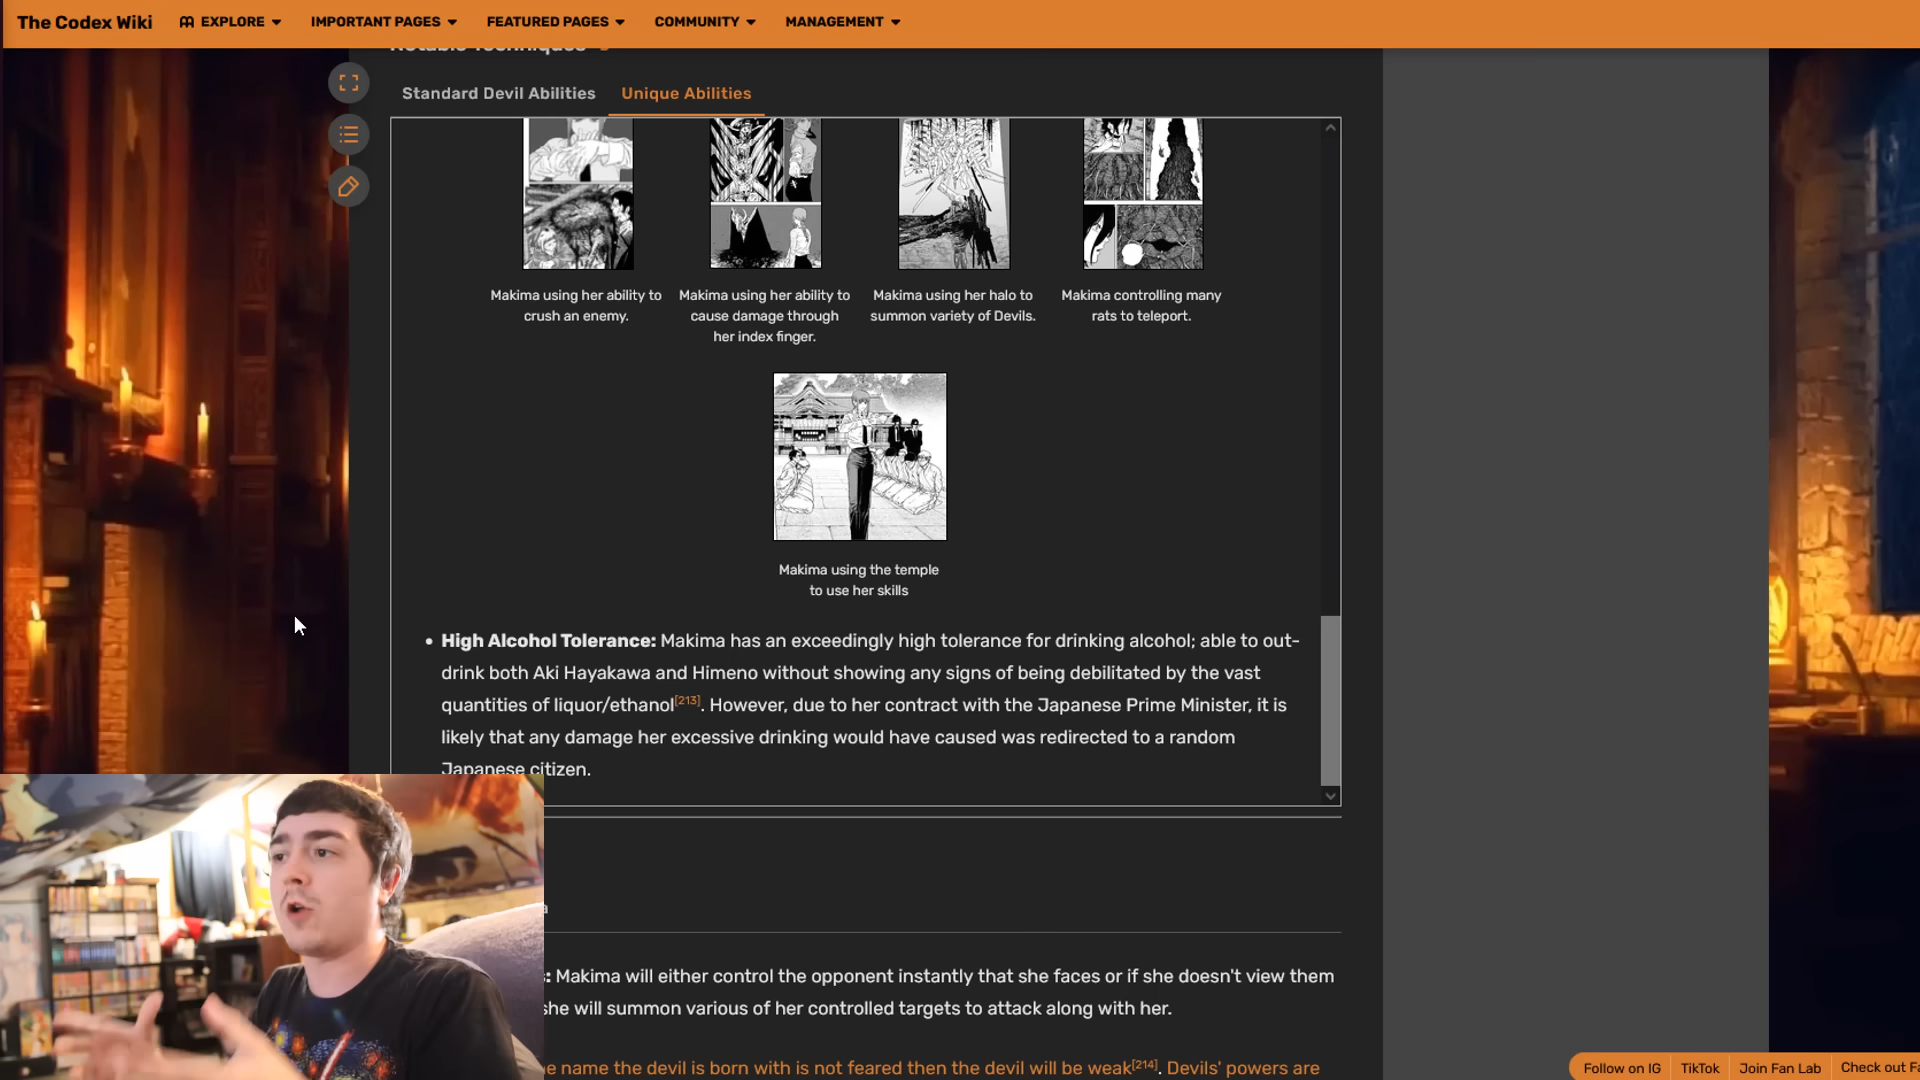 The Codex Wiki
EXPLORE
IMPORTANT PAGES
FEATURED PAGES
COMMUNITY
MANAGEMENT
Notable Techniques
Standard Devil Abilities
Unique Abilities
Makima using her ability to
crush an enemy.
Makima using her ability to
cause damage through
her index finger.
Makima using her halo to
summon variety of Devils.
Makima controlling many
rats to teleport.
Makima using the temple
to use her skills
• High Alcohol Tolerance: Makima has an exceedingly high tolerance for drinking alcohol; able to out-
drink both Aki Hayakawa and Himeno without showing any signs of being debilitated by the vast
quantities of liquor/ethanol[213]. However, due to her contract with the Japanese Prime Minister, it is
likely that any damage her excessive drinking would have caused was redirected to a random
Japanese citizen.
: Makima will either control the opponent instantly that she faces or if she doesn't view them
she will summon various of her controlled targets to attack along with her.
name the devil is born with is not feared then the devil will be weak[214]. Devils' powers are
Follow on IG
TikTok
Join Fan Lab
Check out